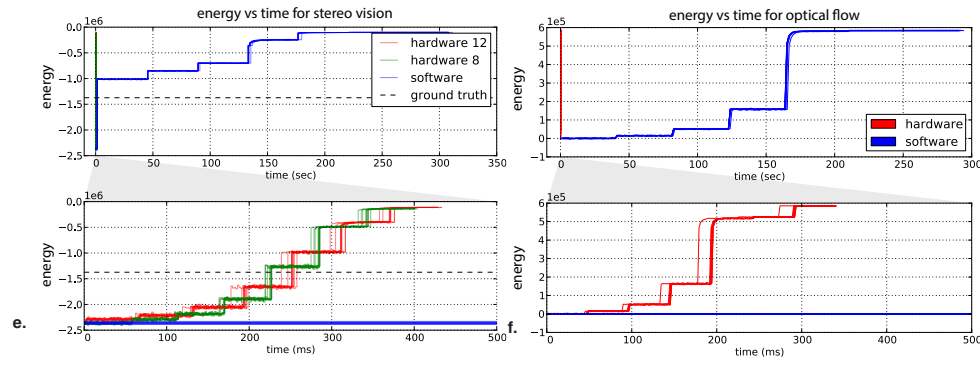 energy vs time for stereo vision
1e6
0.0
−0.5
−1.0
−1.5
−2.0
−2.5
energy
hardware 12
hardware 8
software
ground truth
0 50 100 150 200 250 300 350
time (sec)
energy vs time for optical flow
1e5
6
5
4
3
2
1
0
−1
energy
hardware
software
0 50 100 150 200 250 300
time (sec)
1e6
0.0
−0.5
−1.0
−1.5
−2.0
−2.5
energy
0 100 200 300 400 500
time (ms)
e.
1e5
6
5
4
3
2
1
0
−1
energy
0 100 200 300 400 500
time (ms)
f.